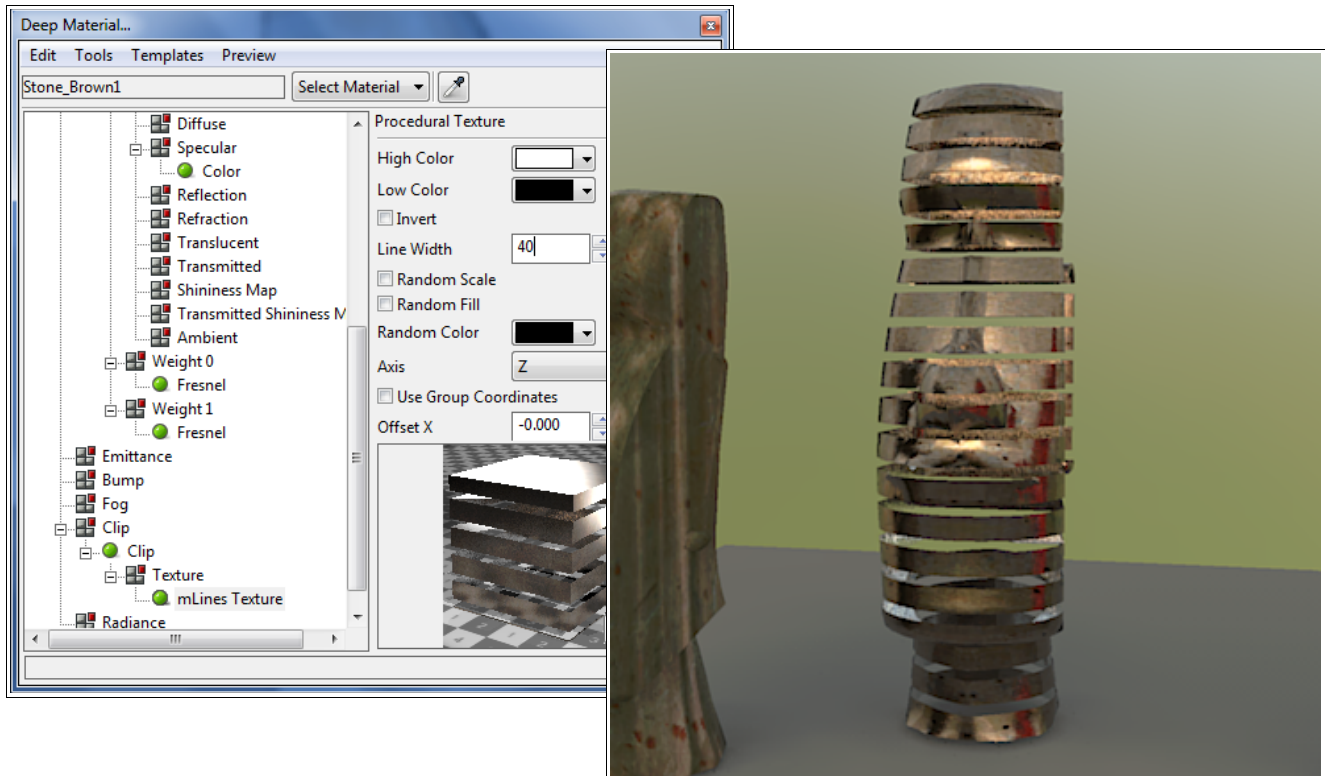 Deep Material...
Edit Tools Templates Preview
Stone_Brown1
Select Material
Diffuse
Specular
Color
Reflection
Refraction
Translucent
Transmitted
Shininess Map
Transmitted Shininess M
Ambient
Weight 0
Fresnel
Weight 1
Fresnel
Emittance
Bump
Fog
Clip
Clip
Texture
mLines Texture
Radiance
Procedural Texture
High Color
Low Color
Invert
Line Width 40
Random Scale
Random Fill
Random Color
Axis Z
Use Group Coordinates
Offset X -0.000